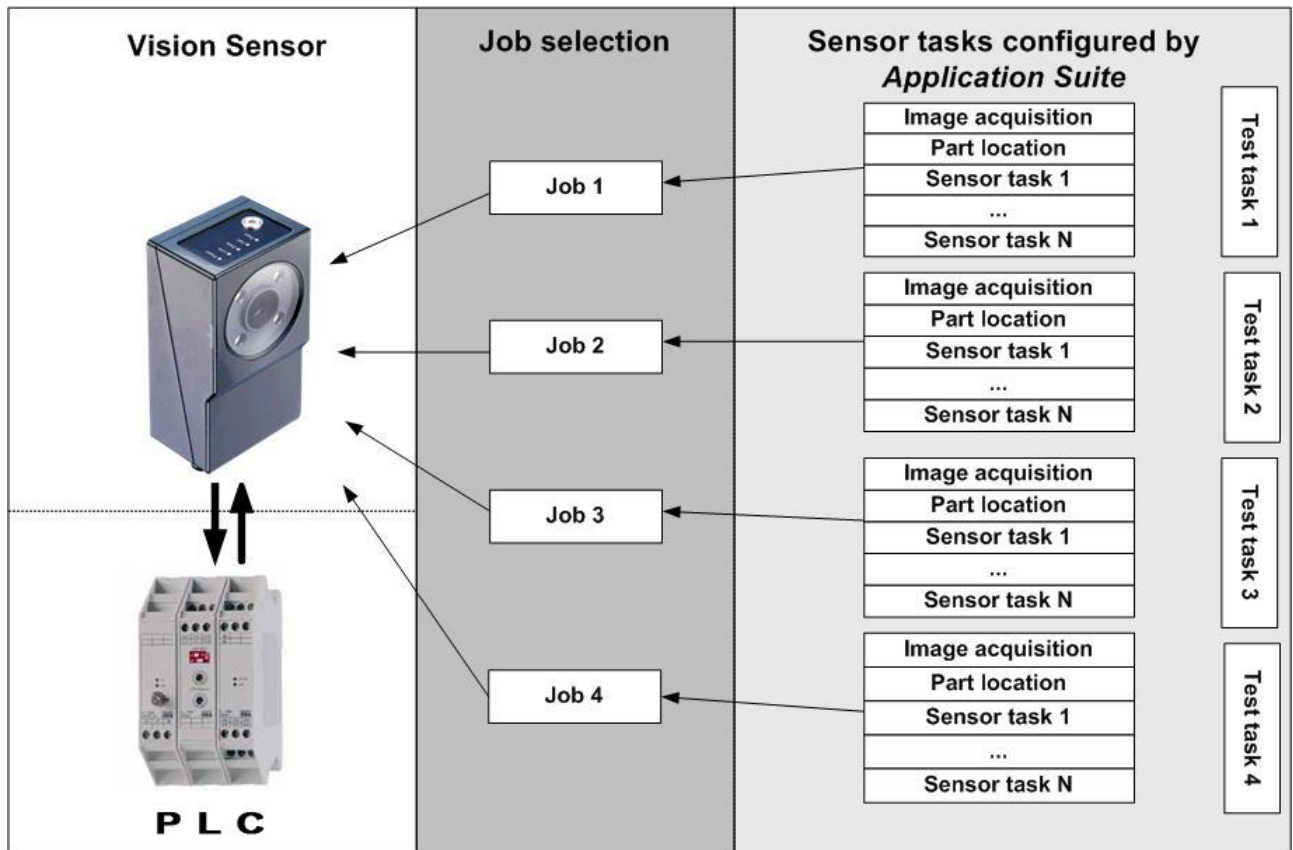 Vision Sensor
Job selection
Sensor tasks configured by
Application Suite
Job 1
Image acquisition
Part location
Sensor task 1
...
Sensor task N
Test task 1
Job 2
Image acquisition
Part location
Sensor task 1
...
Sensor task N
Test task 2
Job 3
Image acquisition
Part location
Sensor task 1
...
Sensor task N
Test task 3
Job 4
Image acquisition
Part location
Sensor task 1
...
Sensor task N
Test task 4
P L C